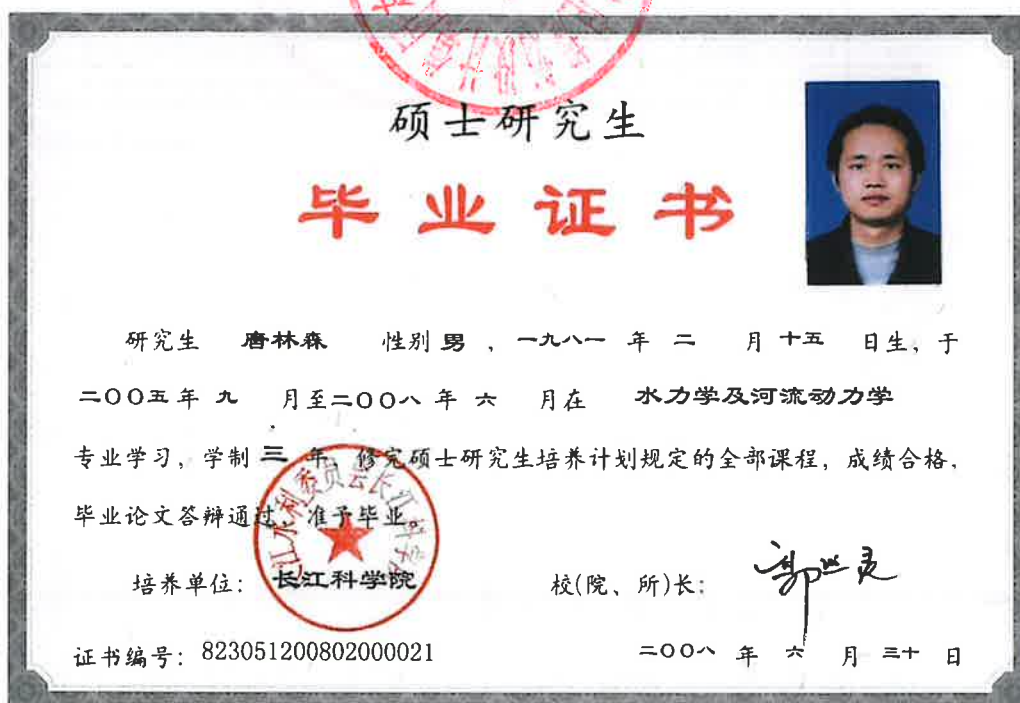 硕士研究生
毕业证书
研究生 唐林森 性别 男 ，一九八一 年 二 月 十五 日生，于
二〇〇五 年 九 月至 二〇〇八 年 六 月在 水力学及河流动力学
专业学习，学制 三 年，修完硕士研究生培养计划规定的全部课程，成绩合格，
毕业论文答辩通过，准予毕业。
培养单位： 长江科学院 校(院、所)长：
证书编号：823051200802000021 二〇〇八 年 六 月 三十 日